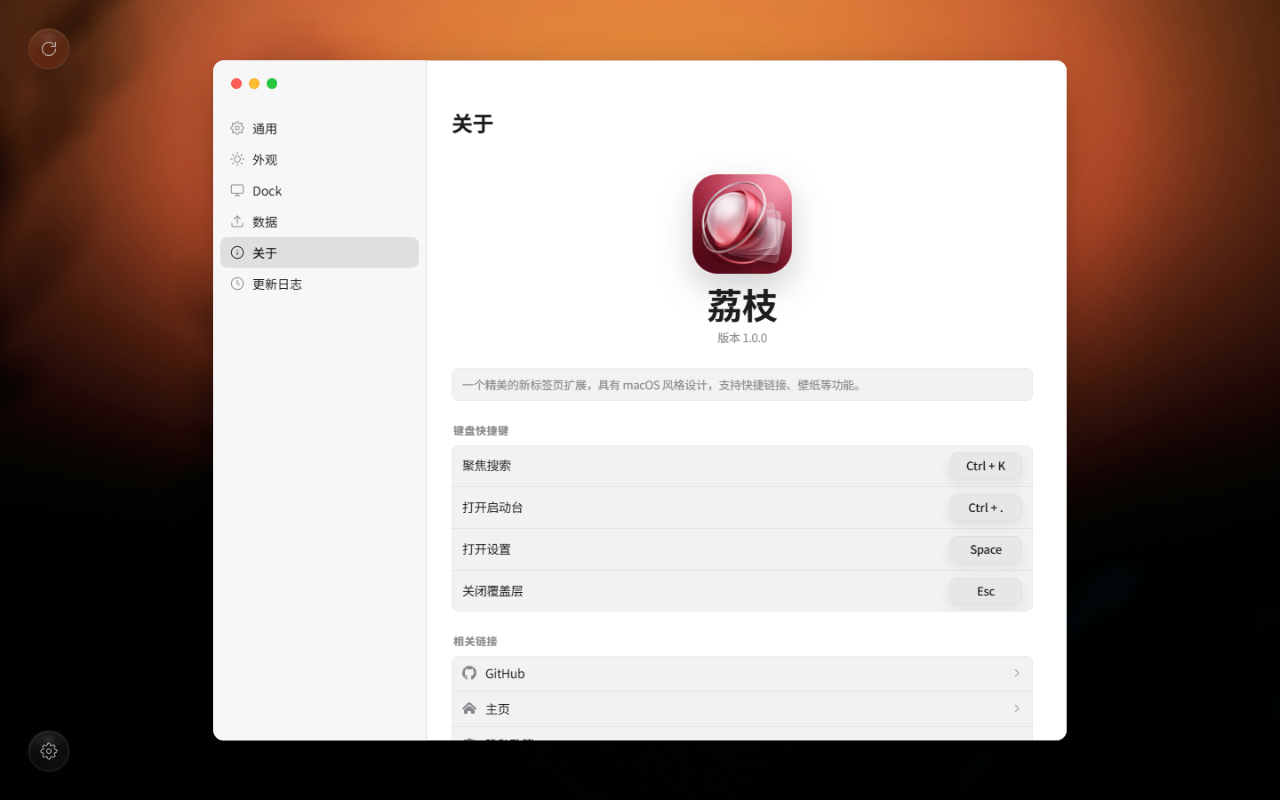 通用
外观
Dock
数据
关于
更新日志
关于
荔枝
版本 1.0.0
一个精美的新标签页扩展，具有 macOS 风格设计，支持快捷链接、壁纸等功能。
键盘快捷键
聚焦搜索 Ctrl + K
打开启动台 Ctrl + .
打开设置 Space
关闭覆盖层 Esc
相关链接
GitHub
主页